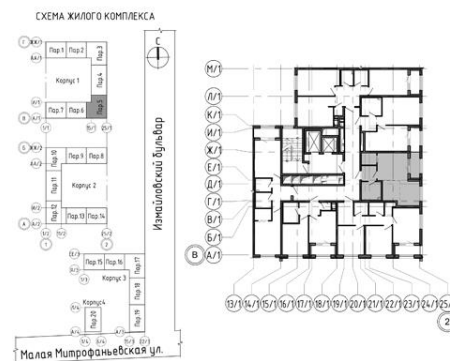 СХЕМА ЖИЛОГО КОМПЛЕКСА
С
Пар.1 Пар.2 Пар.3
Пар.4
Корпус 1
Пар.5
Пар.7 Пар.6
Пар.10 Пар.9 Пар.8
Пар.11
Корпус 2
Пар.12
Пар.13 Пар.14
Пар.15 Пар.16 Пар.17
Корпус 3
Пар.18
Корпус4
Пар.20
Пар.19
Измайловский бульвар
Малая Митрофаньевская ул.
М/1
Л/1
К/1
И/1
Ж/1
Е/1
Д/1
Г/1
В/1
Б/1
В А/1
13/1 14/1 15/1 16/1 17/1 18/1 19/1 20/1 21/1 22/1 23/1 24/1 25/
2